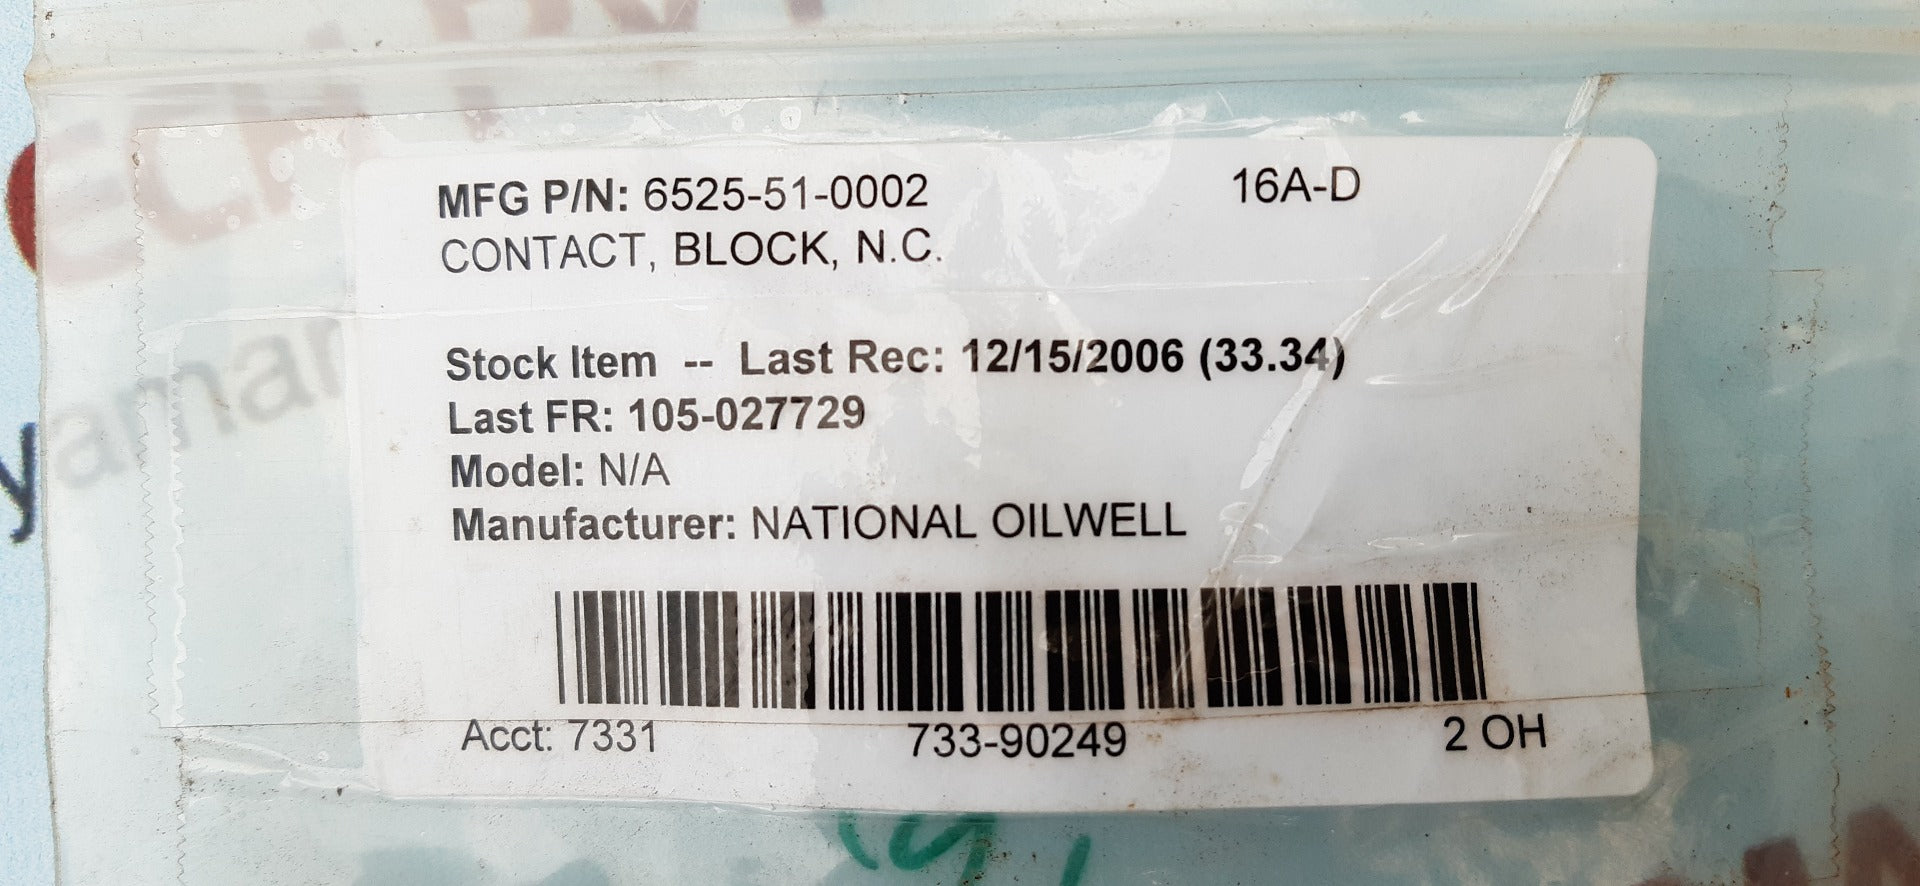 MFG P/N: 6525-51-0002 16A-D
CONTACT, BLOCK, N.C.
Stock Item -- Last Rec: 12/15/2006 (33.34)
Last FR: 105-027729
Model: N/A
Manufacturer: NATIONAL OILWELL
Acct: 7331 733-90249 2 OH